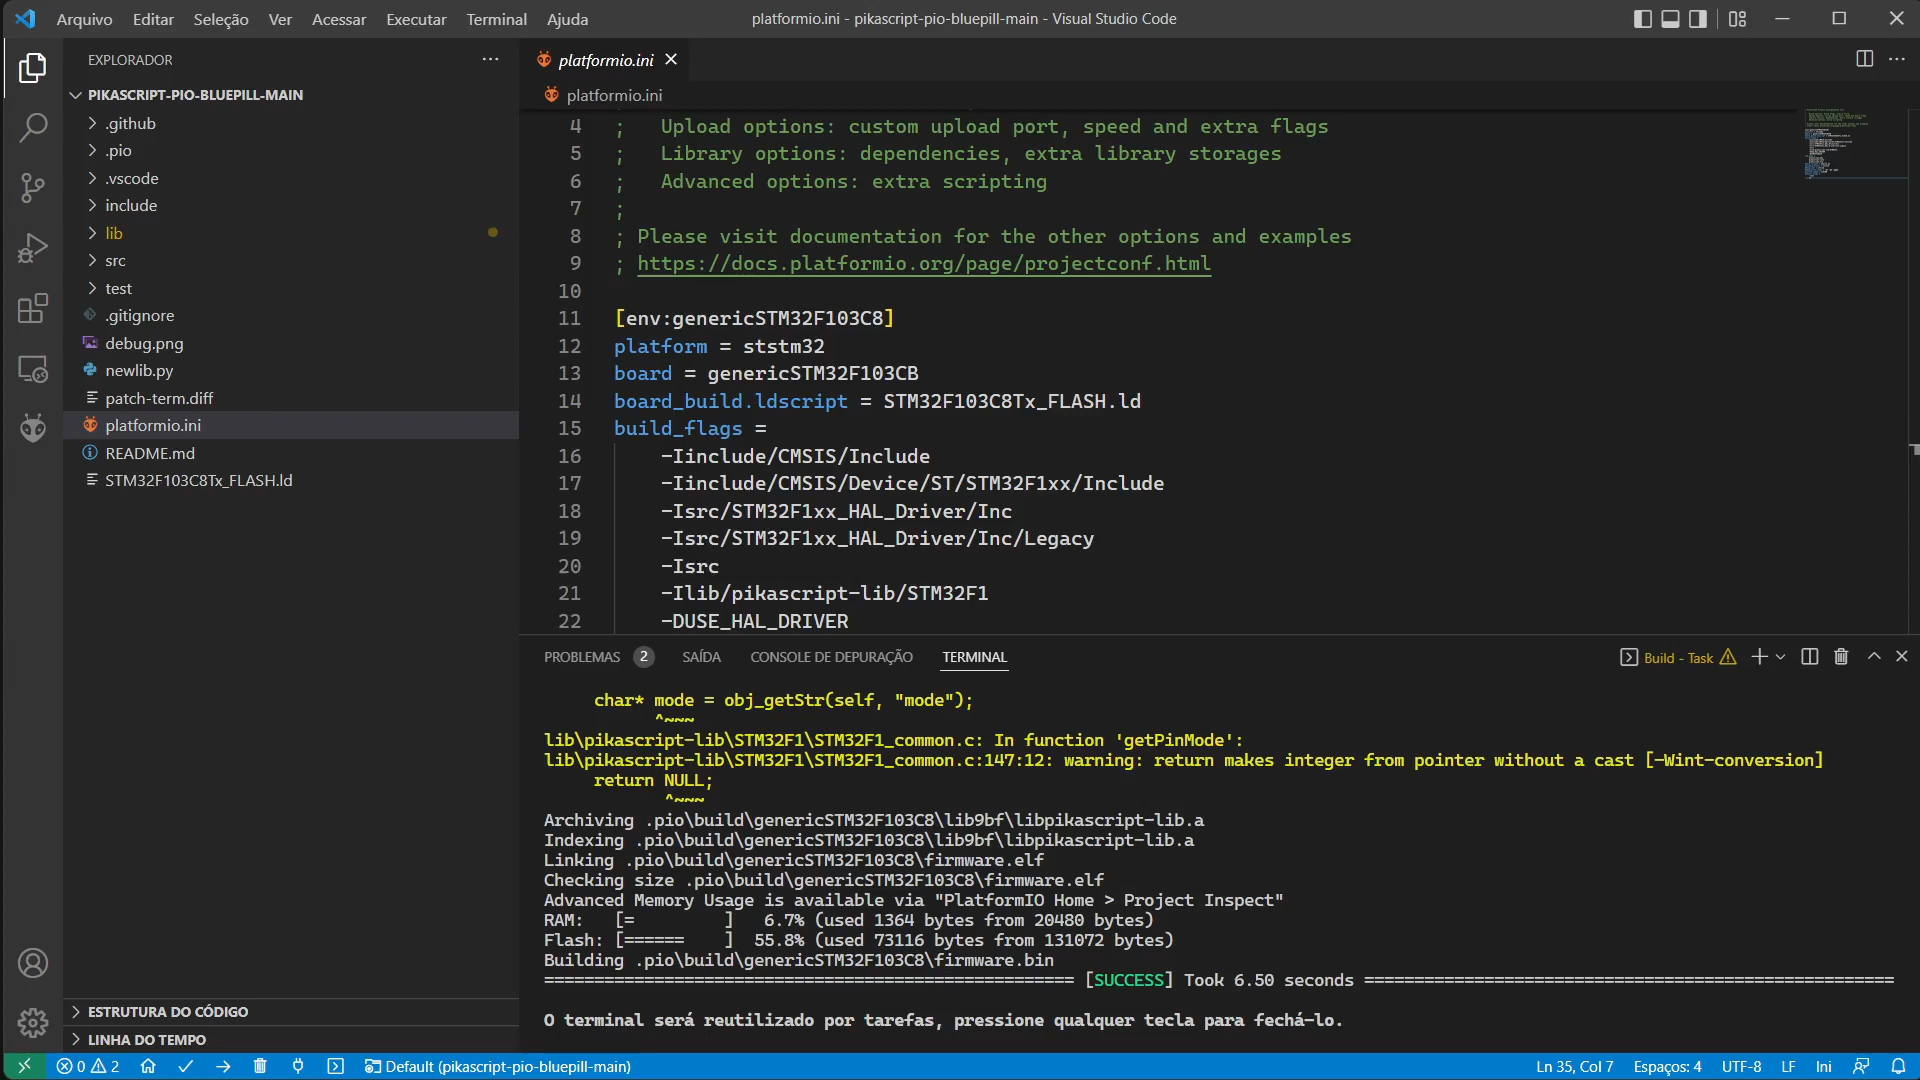 Arquivo Editar Seleção Ver Acessar Executar Terminal Ajuda
platformio.ini - pikascript-pio-bluepill-main - Visual Studio Code
EXPLORADOR
PIKASCRIPT-PIO-BLUEPILL-MAIN
.github
.pio
.vscode
include
lib
src
test
.gitignore
debug.png
newlib.py
patch-term.diff
platformio.ini
README.md
STM32F103C8Tx_FLASH.ld
ESTRUTURA DO CÓDIGO
LINHA DO TEMPO
platformio.ini
platformio.ini
4 ;   Upload options: custom upload port, speed and extra flags
5 ;   Library options: dependencies, extra library storages
6 ;   Advanced options: extra scripting
7 ;
8 ; Please visit documentation for the other options and examples
9 ; https://docs.platformio.org/page/projectconf.html
10
11 [env:genericSTM32F103C8]
12 platform = ststm32
13 board = genericSTM32F103CB
14 board_build.ldscript = STM32F103C8Tx_FLASH.ld
15 build_flags =
16     -Iinclude/CMSIS/Include
17     -Iinclude/CMSIS/Device/ST/STM32F1xx/Include
18     -Isrc/STM32F1xx_HAL_Driver/Inc
19     -Isrc/STM32F1xx_HAL_Driver/Inc/Legacy
20     -Isrc
21     -Ilib/pikascript-lib/STM32F1
22     -DUSE_HAL_DRIVER
PROBLEMAS 2 SAÍDA CONSOLE DE DEPURAÇÃO TERMINAL
Build - Task
     char* mode = obj_getStr(self, "mode");
           ^~~~
lib\pikascript-lib\STM32F1\STM32F1_common.c: In function 'getPinMode':
lib\pikascript-lib\STM32F1\STM32F1_common.c:147:12: warning: return makes integer from pointer without a cast [-Wint-conversion]
     return NULL;
            ^~~~
Archiving .pio\build\genericSTM32F103C8\lib9bf\libpikascript-lib.a
Indexing .pio\build\genericSTM32F103C8\lib9bf\libpikascript-lib.a
Linking .pio\build\genericSTM32F103C8\firmware.elf
Checking size .pio\build\genericSTM32F103C8\firmware.elf
Advanced Memory Usage is available via "PlatformIO Home > Project Inspect"
RAM:   [=         ]   6.7% (used 1364 bytes from 20480 bytes)
Flash: [======    ]  55.8% (used 73116 bytes from 131072 bytes)
Building .pio\build\genericSTM32F103C8\firmware.bin
===================================================== [SUCCESS] Took 6.50 seconds =====================================================
O terminal será reutilizado por tarefas, pressione qualquer tecla para fechá-lo.
0 2 Default (pikascript-pio-bluepill-main)
Ln 35, Col 7 Espaços: 4 UTF-8 LF Ini